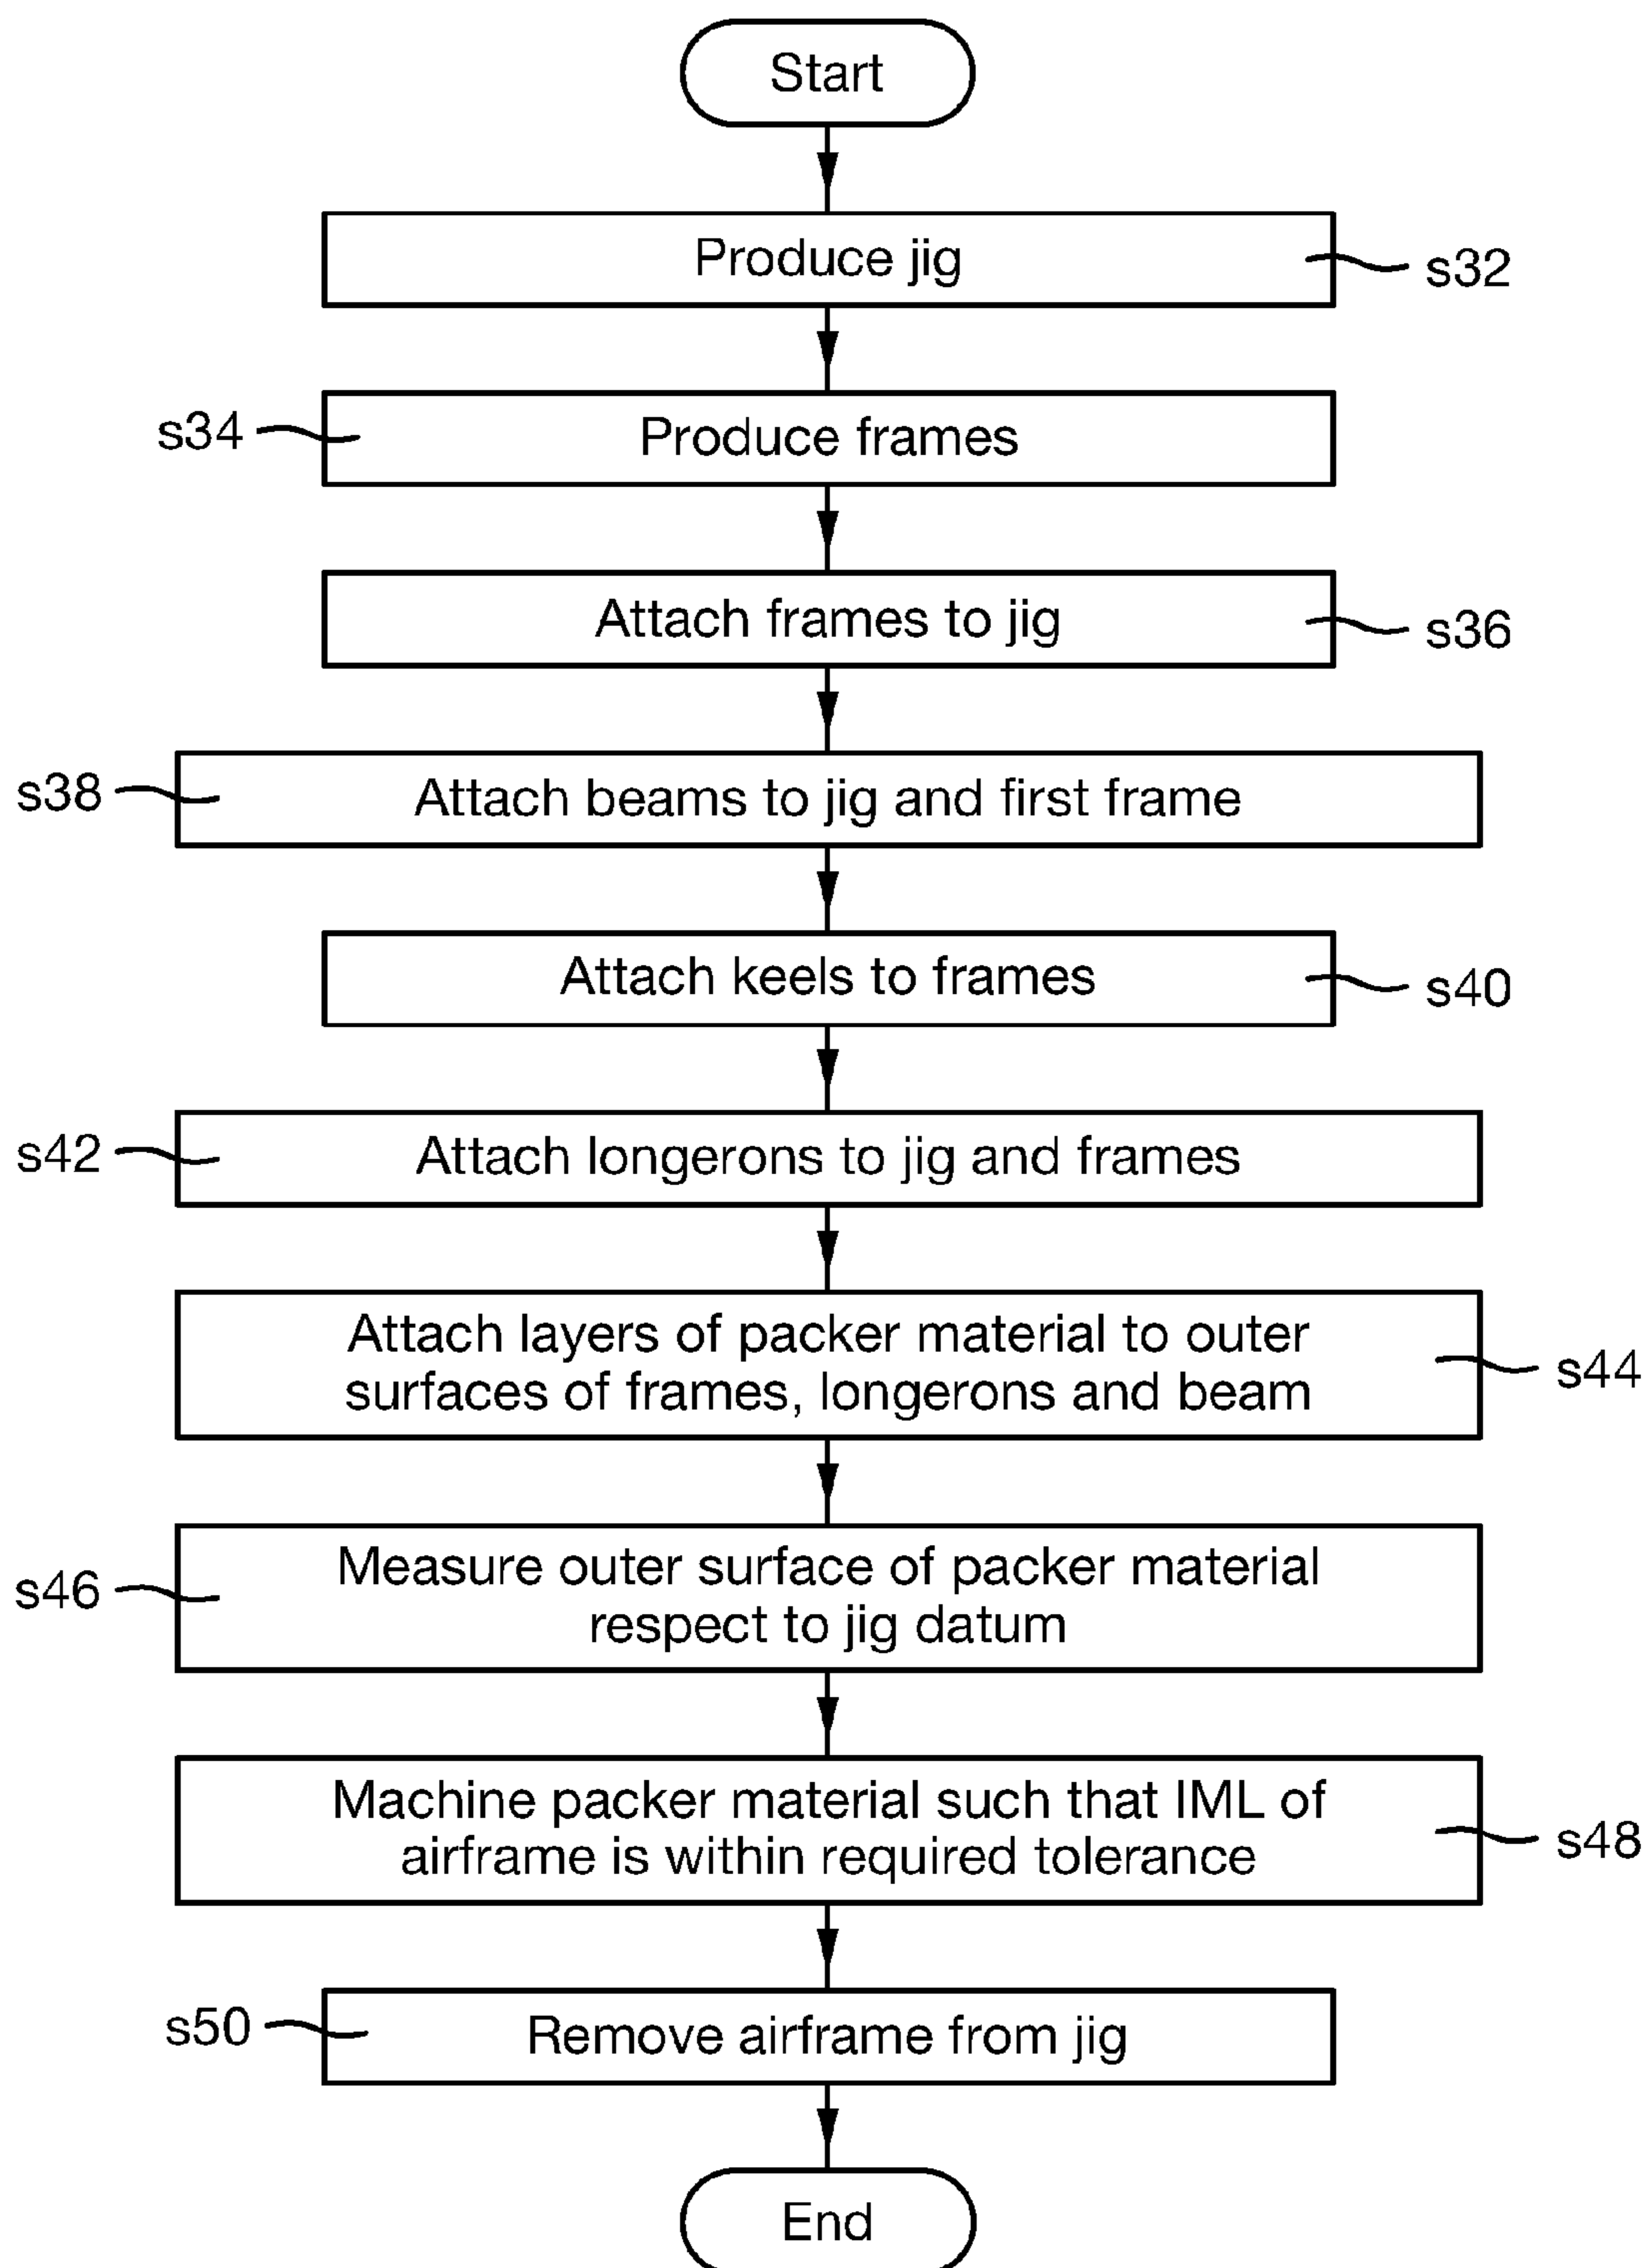 Start
Produce jig
s32
s34
Produce frames
Attach frames to jig
s36
s38
Attach beams to jig and first frame
Attach keels to frames
s40
s42
Attach longerons to jig and frames
Attach layers of packer material to outer
surfaces of frames, longerons and beam
s44
s46
Measure outer surface of packer material
respect to jig datum
Machine packer material such that IML of
airframe is within required tolerance
s48
s50
Remove airframe from jig
End